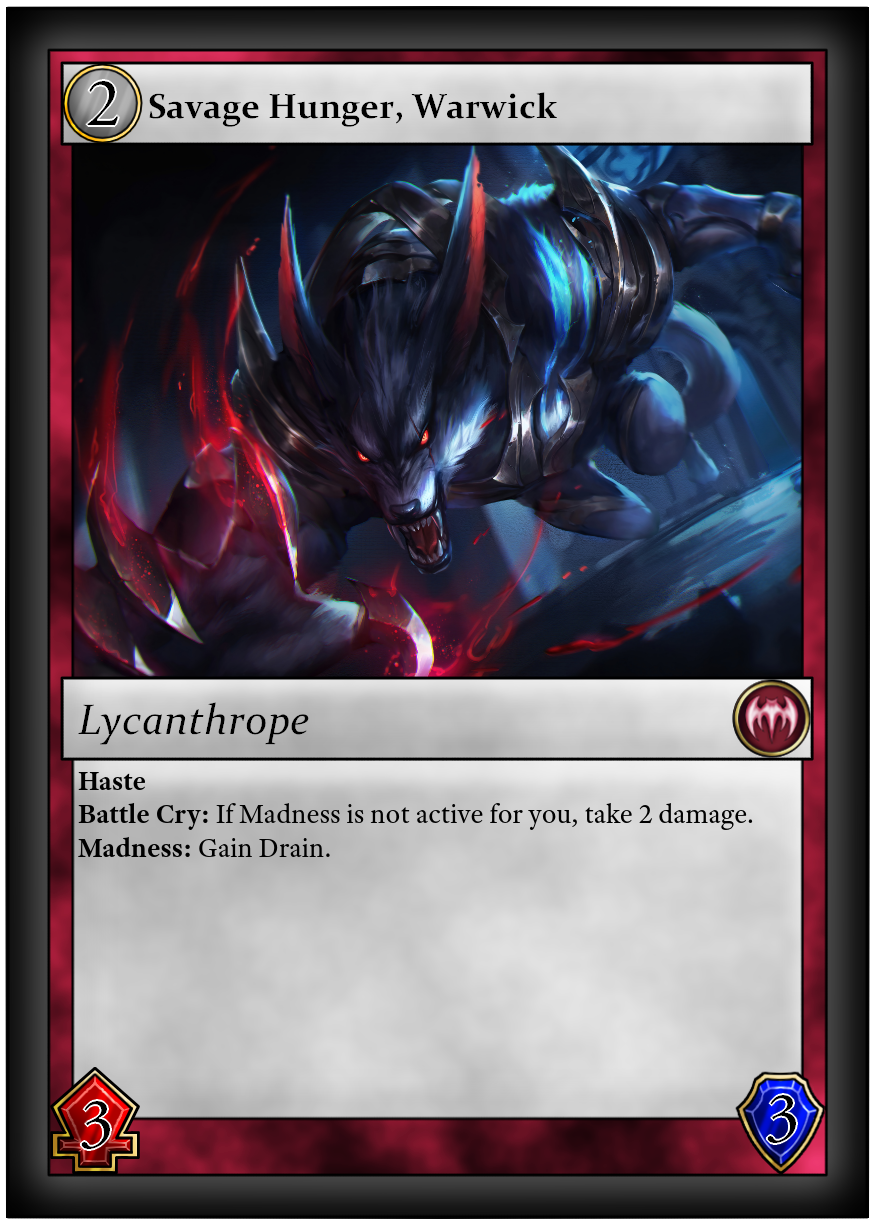 2
Savage Hunger, Warwick
Lycanthrope
Haste
Battle Cry: If Madness is not active for you, take 2 damage.
Madness: Gain Drain.
3
3